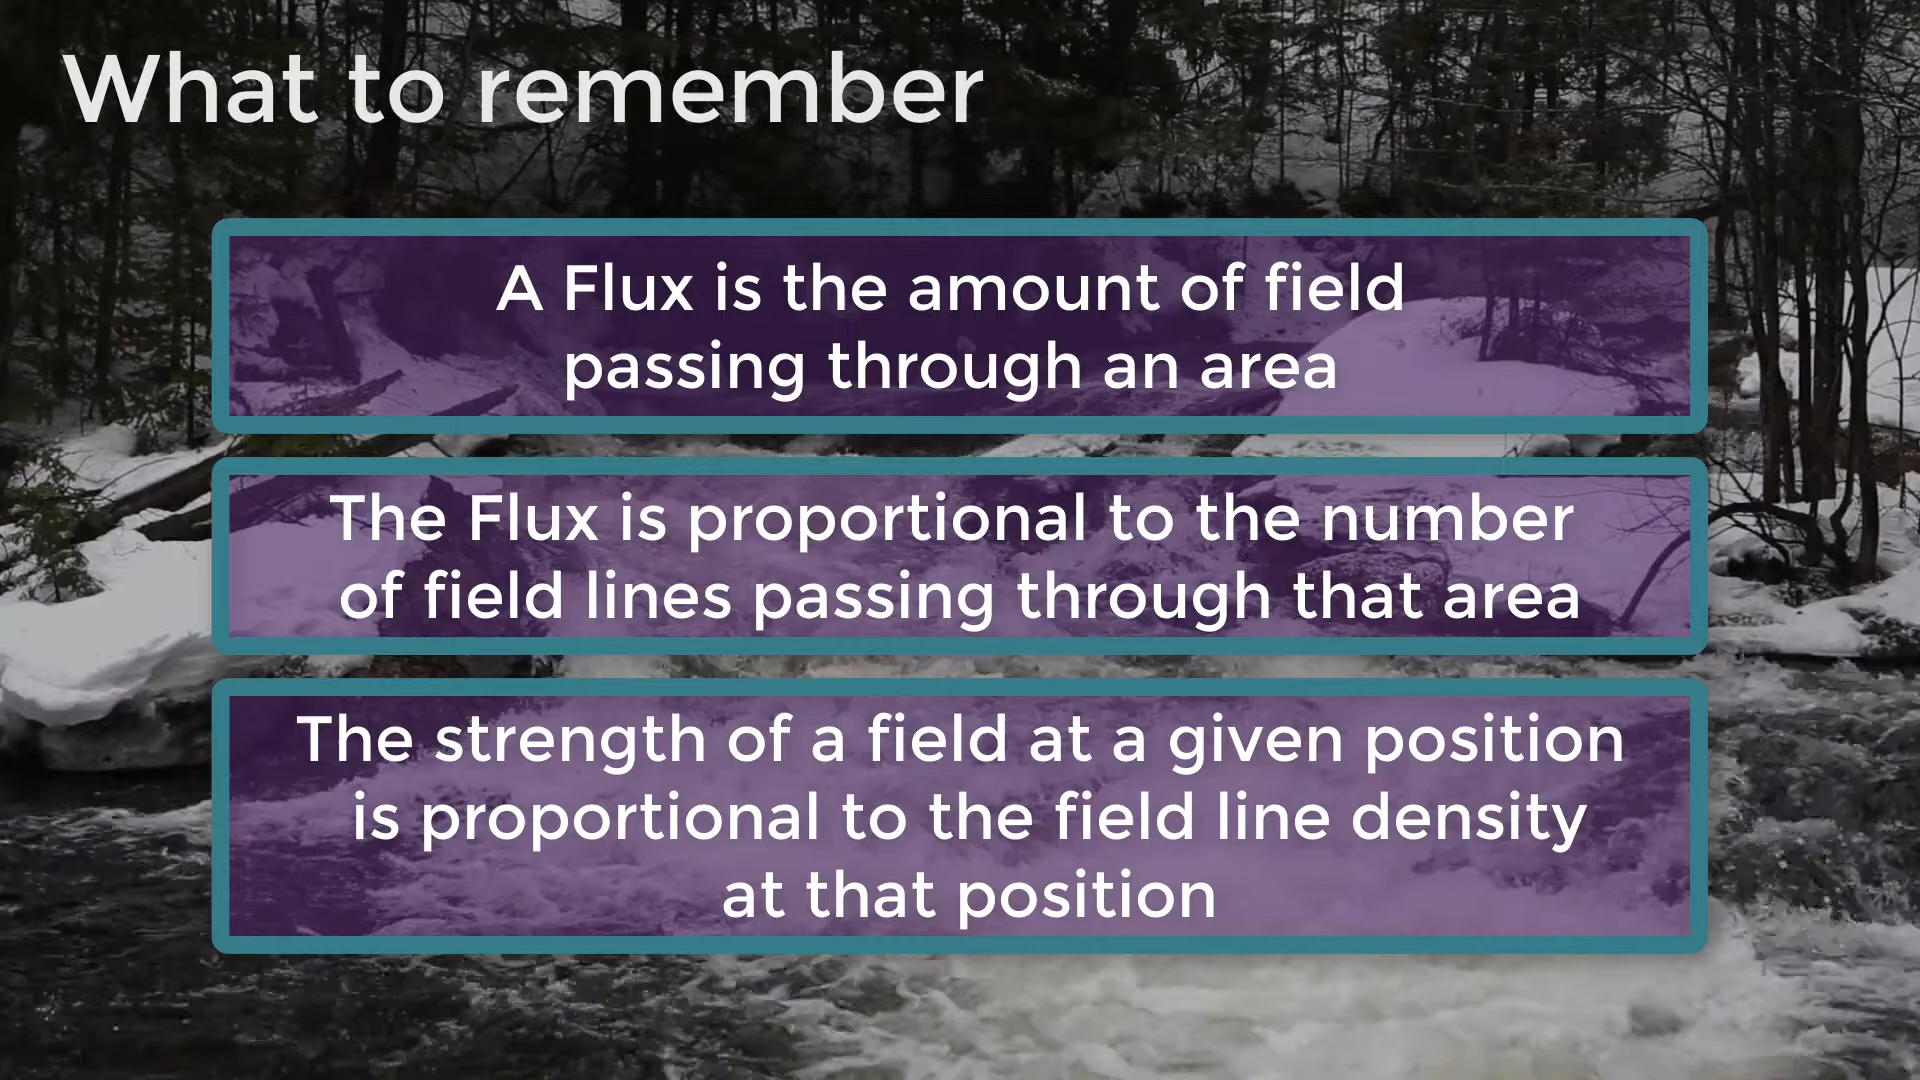 What to remember
A Flux is the amount of field
passing through an area
The Flux is proportional to the number
of field lines passing through that area
The strength of a field at a given position
is proportional to the field line density
at that position